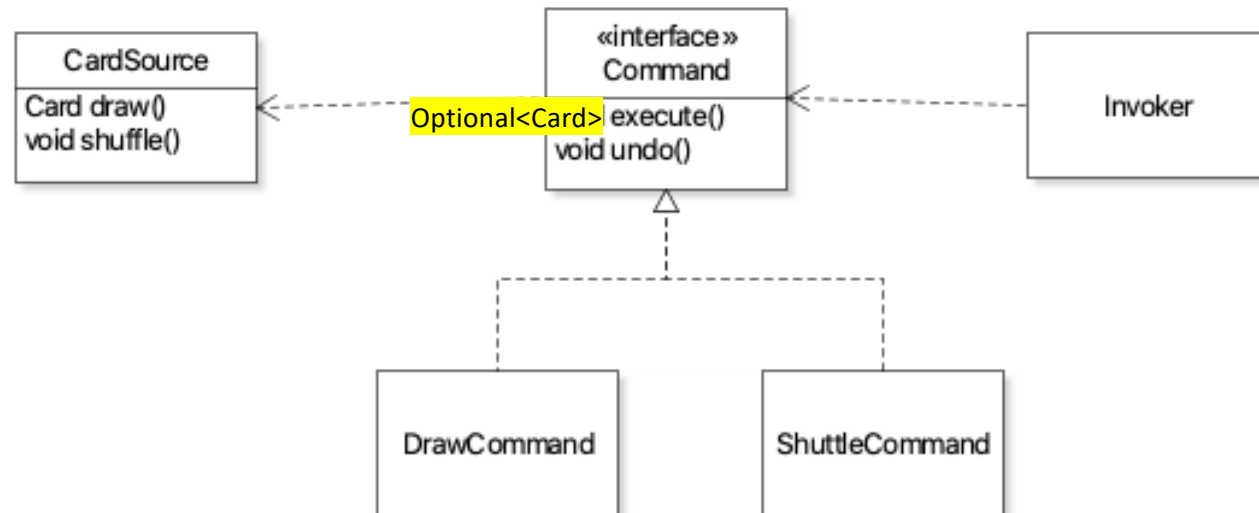 CardSource
Card draw()
void shuffle()
«interface»
Command
Optional<Card> execute()
void undo()
Invoker
DrawCommand
ShuttleCommand